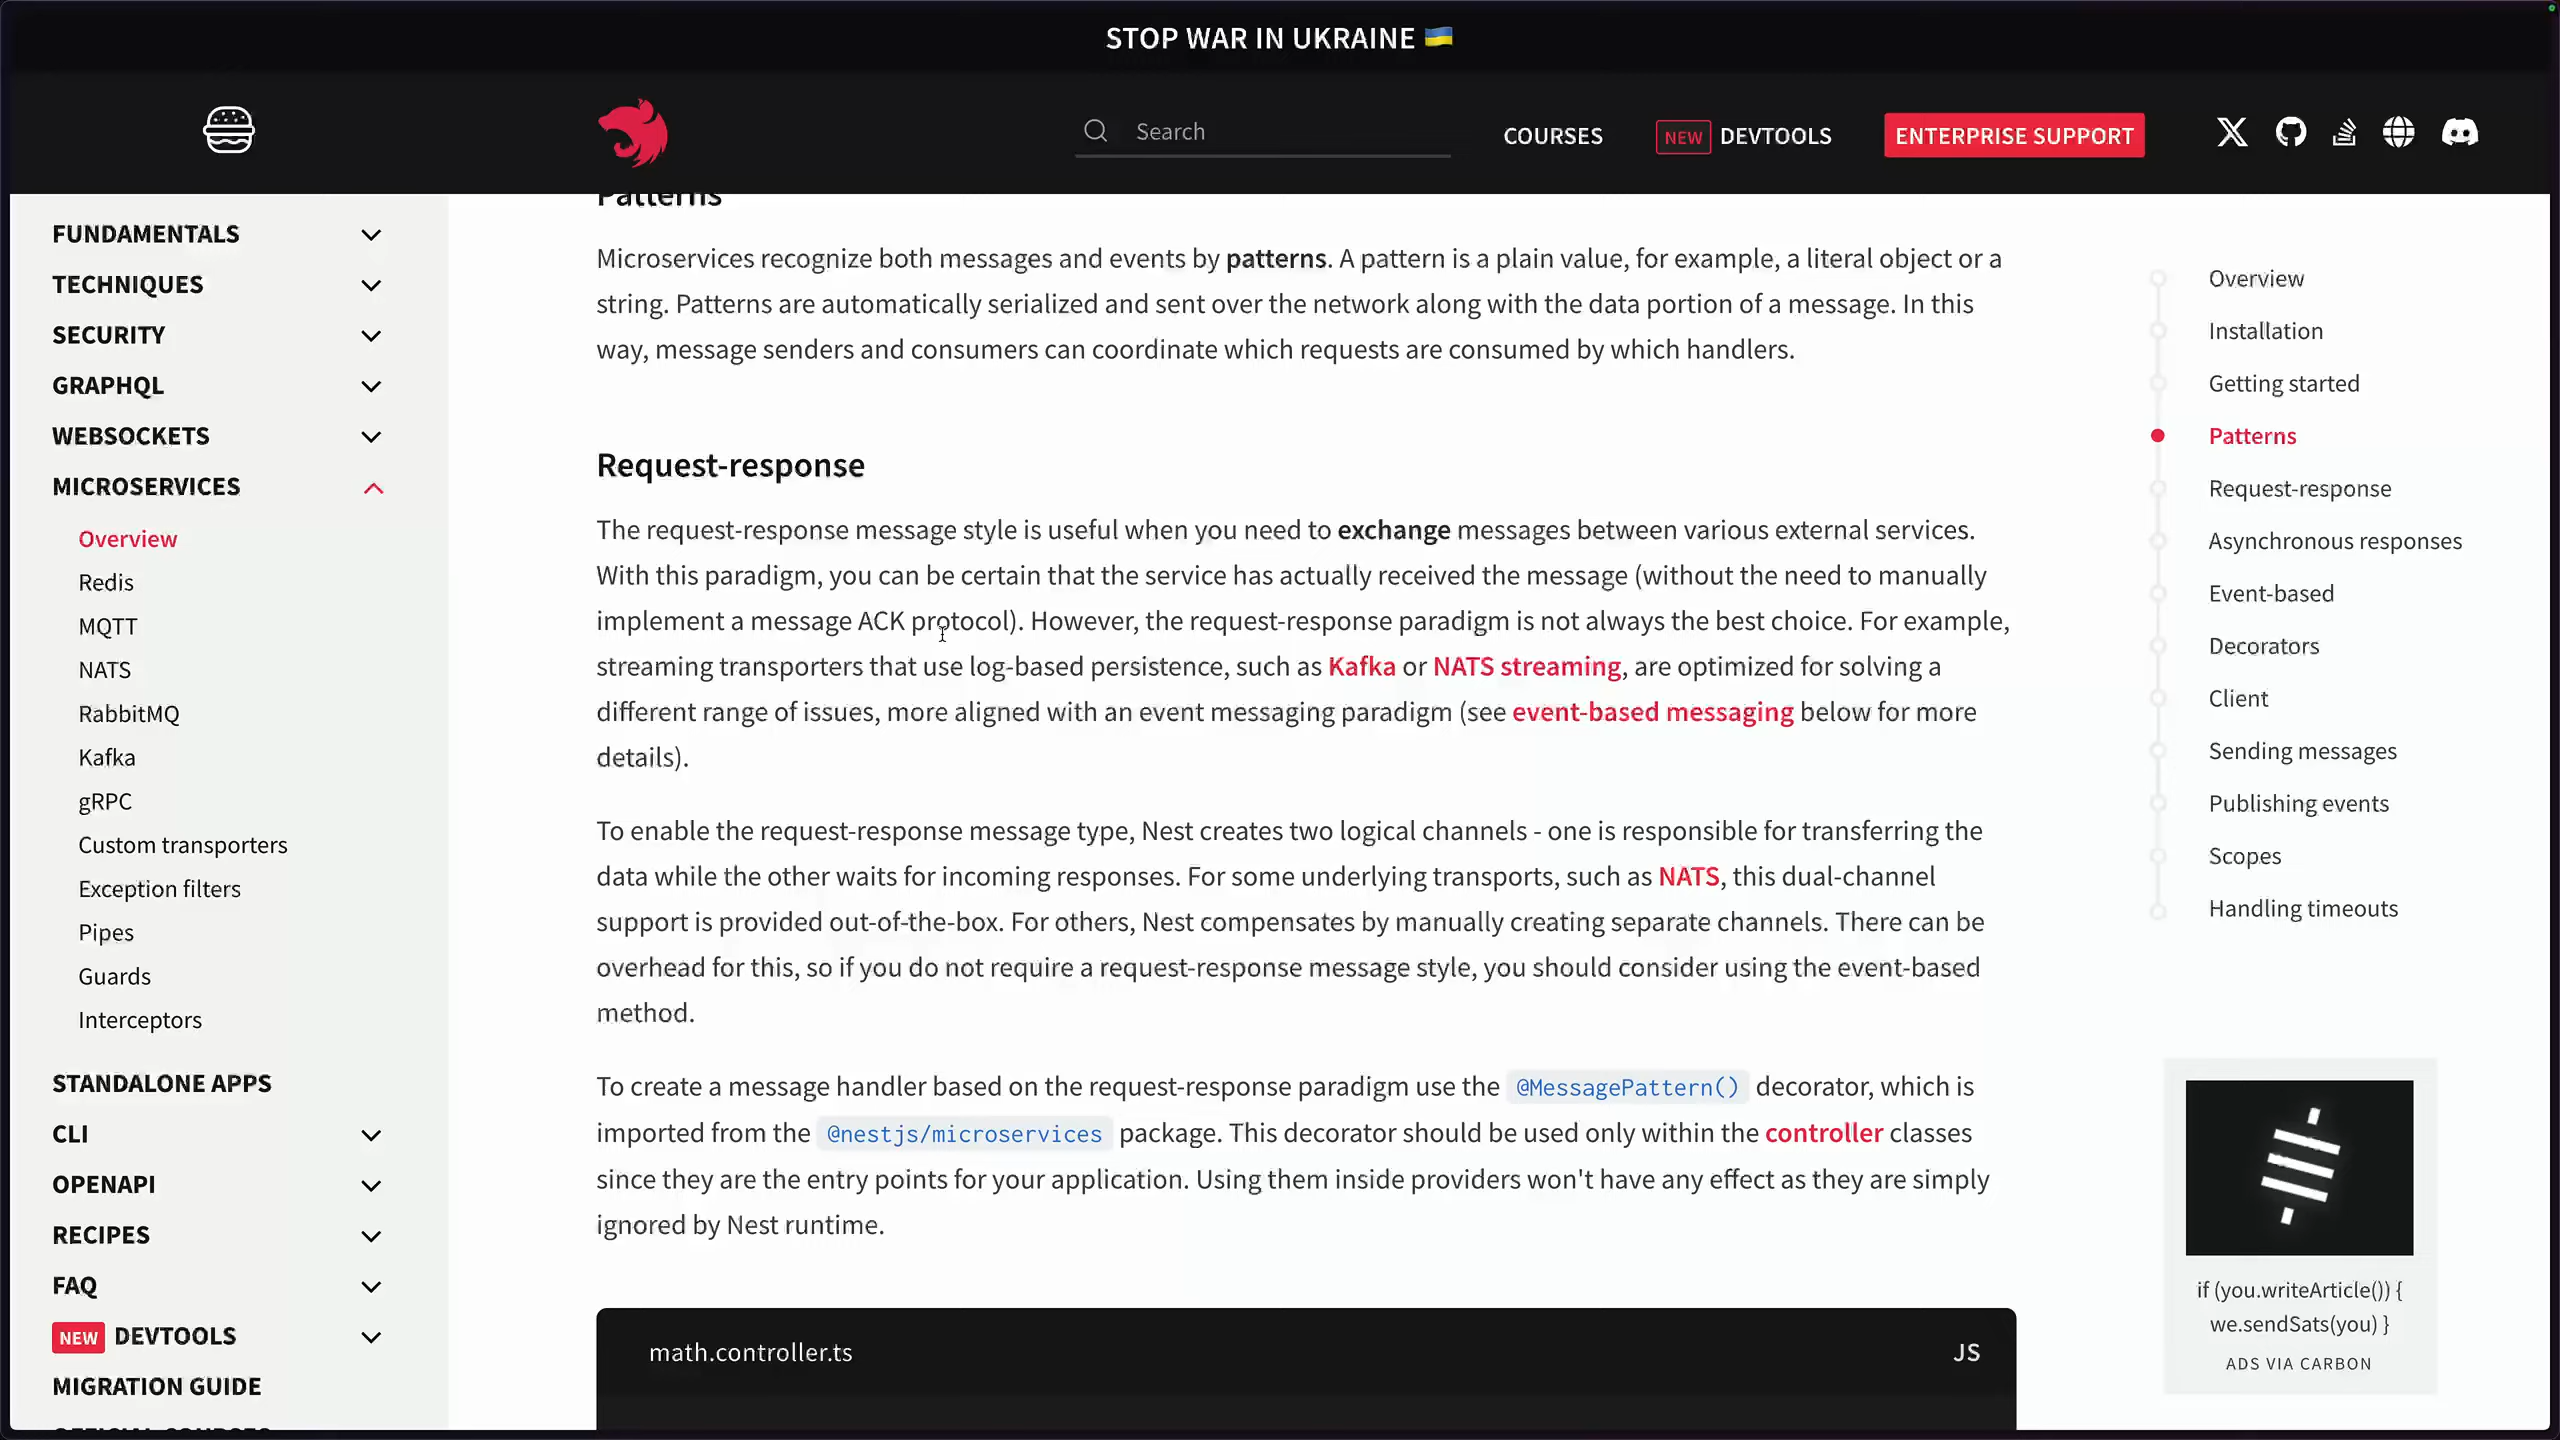 STOP WAR IN UKRAINE
Search
COURSES
NEW DEVTOOLS
ENTERPRISE SUPPORT
FUNDAMENTALS
TECHNIQUES
SECURITY
GRAPHQL
WEBSOCKETS
MICROSERVICES
Overview
Redis
MQTT
NATS
RabbitMQ
Kafka
gRPC
Custom transporters
Exception filters
Pipes
Guards
Interceptors
STANDALONE APPS
CLI
OPENAPI
RECIPES
FAQ
NEW DEVTOOLS
MIGRATION GUIDE
OFFICIAL COURSES
Patterns
Microservices recognize both messages and events by patterns. A pattern is a plain value, for example, a literal object or a
string. Patterns are automatically serialized and sent over the network along with the data portion of a message. In this
way, message senders and consumers can coordinate which requests are consumed by which handlers.
Request-response
The request-response message style is useful when you need to exchange messages between various external services.
With this paradigm, you can be certain that the service has actually received the message (without the need to manually
implement a message ACK protocol). However, the request-response paradigm is not always the best choice. For example,
streaming transporters that use log-based persistence, such as Kafka or NATS streaming, are optimized for solving a
different range of issues, more aligned with an event messaging paradigm (see event-based messaging below for more
details).
To enable the request-response message type, Nest creates two logical channels - one is responsible for transferring the
data while the other waits for incoming responses. For some underlying transports, such as NATS, this dual-channel
support is provided out-of-the-box. For others, Nest compensates by manually creating separate channels. There can be
overhead for this, so if you do not require a request-response message style, you should consider using the event-based
method.
To create a message handler based on the request-response paradigm use the @MessagePattern() decorator, which is
imported from the @nestjs/microservices package. This decorator should be used only within the controller classes
since they are the entry points for your application. Using them inside providers won't have any effect as they are simply
ignored by Nest runtime.
math.controller.ts
JS
Overview
Installation
Getting started
Patterns
Request-response
Asynchronous responses
Event-based
Decorators
Client
Sending messages
Publishing events
Scopes
Handling timeouts
if (you.writeArticle()) {
we.sendSats(you) }
ADS VIA CARBON